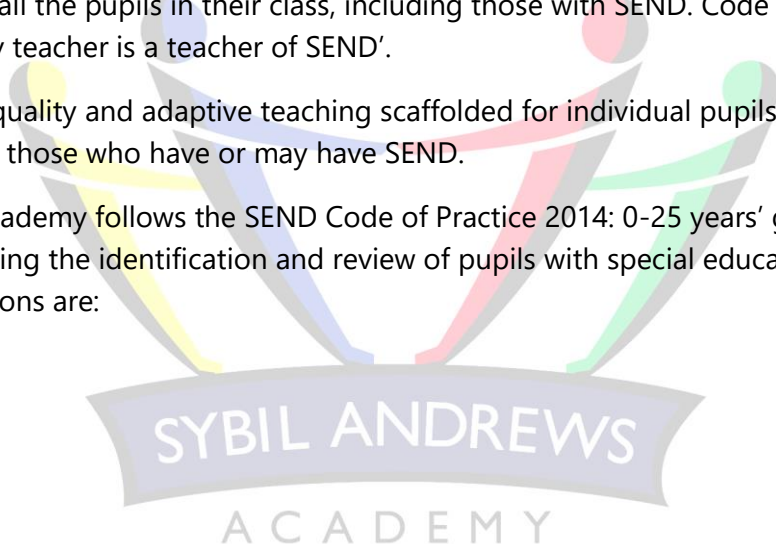 all the pupils in their class, including those with SEND. Code
teacher is a teacher of SEND’.
quality and adaptive teaching scaffolded for individual pupils
those who have or may have SEND.
ademy follows the SEND Code of Practice 2014: 0-25 years’
ing the identification and review of pupils with special educa
ons are:
SYBIL ANDREWS
ACADEMY